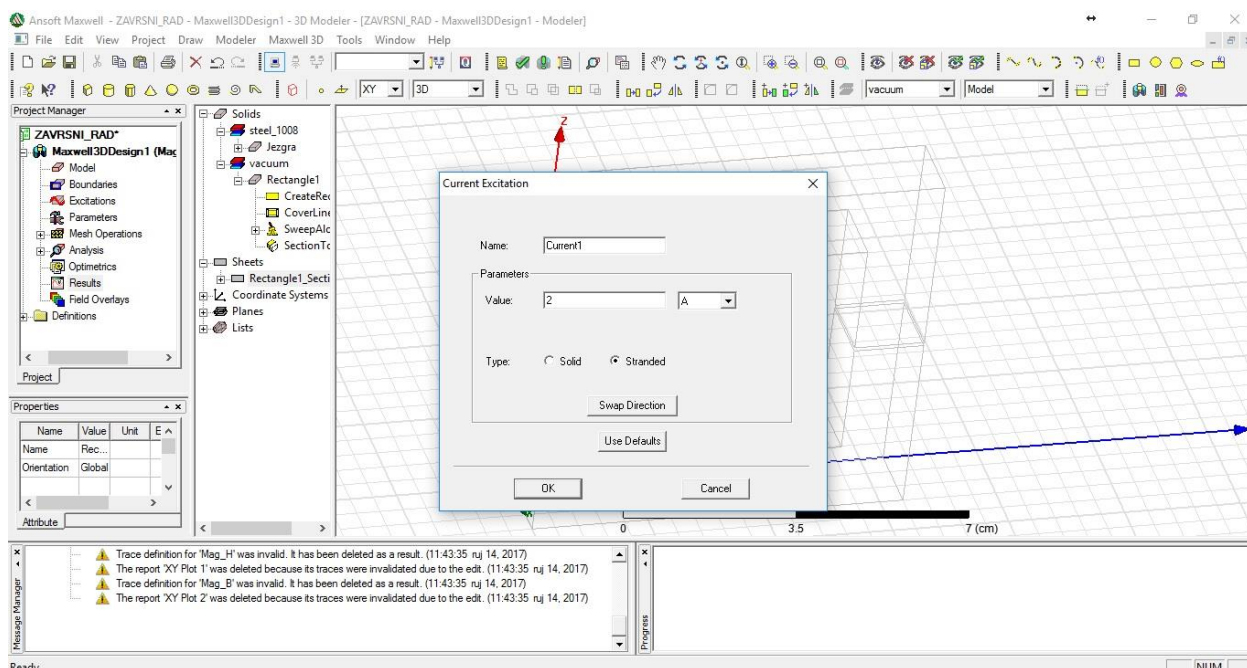 Ansoft Maxwell - ZAVRSNI_RAD - Maxwell3DDesign1 - 3D Modeler - [ZAVRSNI_RAD - Maxwell3DDesign1 - Modeler]
File Edit View Project Draw Modeler Maxwell 3D Tools Window Help
XY 3D vacuum Model
Project Manager
ZAVRSNI_RAD*
Maxwell3DDesign1 (Mag
Model
Boundaries
Excitations
Parameters
Mesh Operations
Analysis
Optimetrics
Results
Field Overlays
Definitions
Project
Solids
steel_1008
Jezgra
vacuum
Rectangle1
CreateRec
CoverLine
SweepAlo
SectionTo
Sheets
Rectangle1_Secti
Coordinate Systems
Planes
Lists
Properties
Name Value Unit E
Name Rec...
Orientation Global
Attribute
Z
Current Excitation
Name: Current1
Parameters
Value: 2 A
Type: Solid Stranded
Swap Direction
Use Defaults
OK Cancel
0 3.5 7 (cm)
Message Manager
Trace definition for 'Mag_H' was invalid. It has been deleted as a result. (11:43:35 ruj 14, 2017)
The report 'XY Plot 1' was deleted because its traces were invalidated due to the edit. (11:43:35 ruj 14, 2017)
Trace definition for 'Mag_B' was invalid. It has been deleted as a result. (11:43:35 ruj 14, 2017)
The report 'XY Plot 2' was deleted because its traces were invalidated due to the edit. (11:43:35 ruj 14, 2017)
Progress
Ready NUM